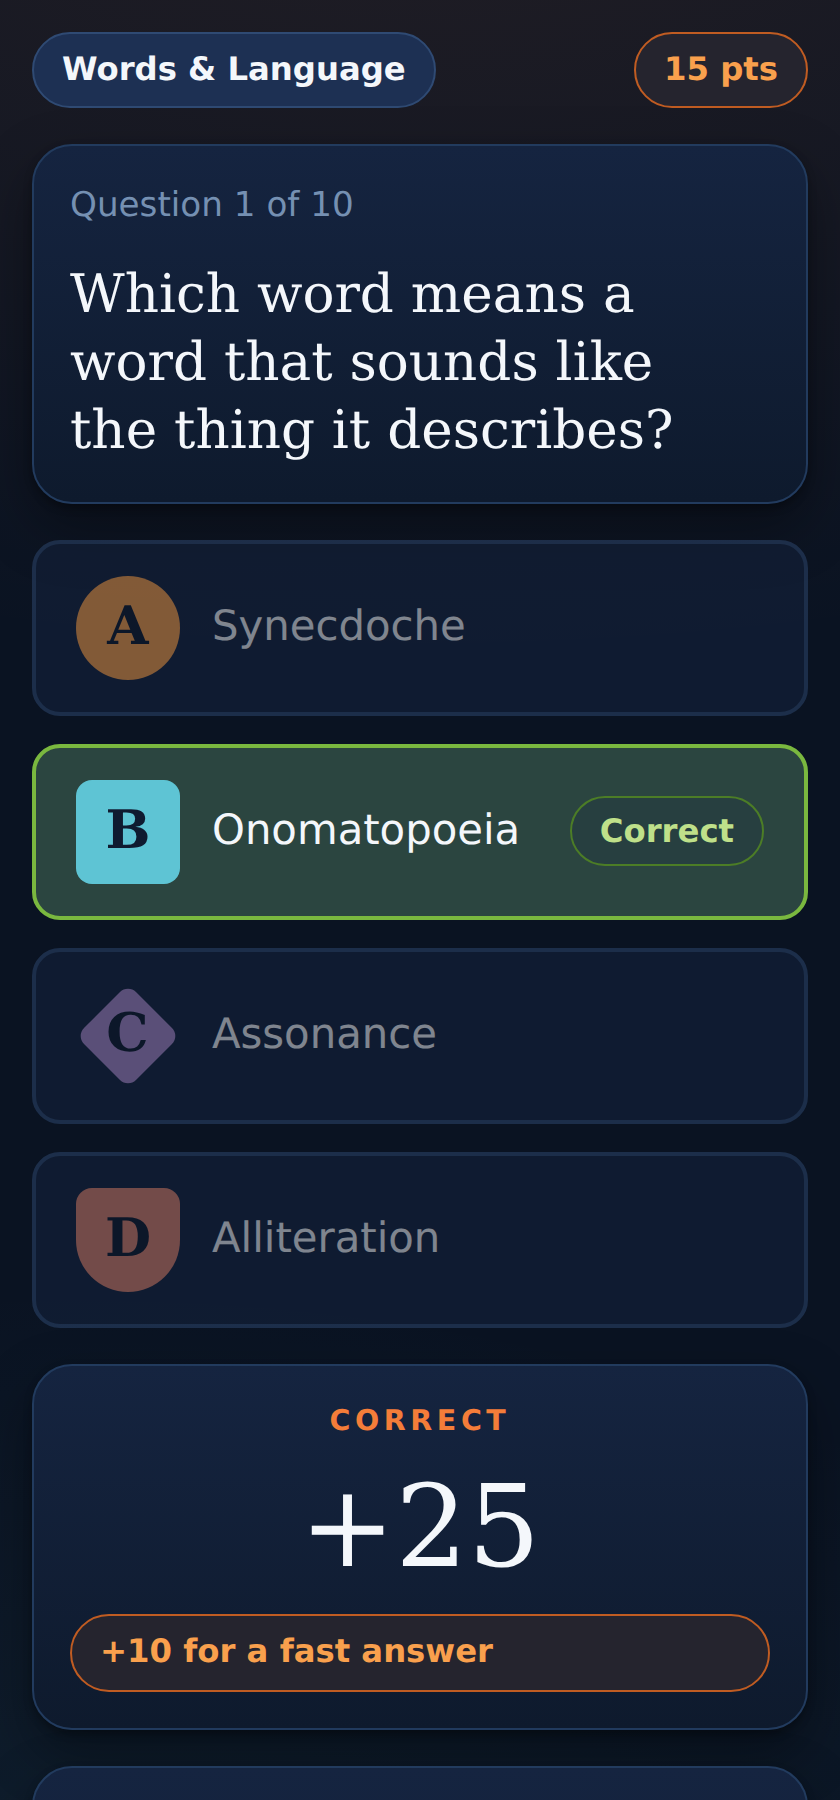 Words & Language
15 pts
Question 1 of 10
Which word means a
word that sounds like
the thing it describes?
A Synecdoche
B Onomatopoeia Correct
C Assonance
D Alliteration
CORRECT
+25
+10 for a fast answer